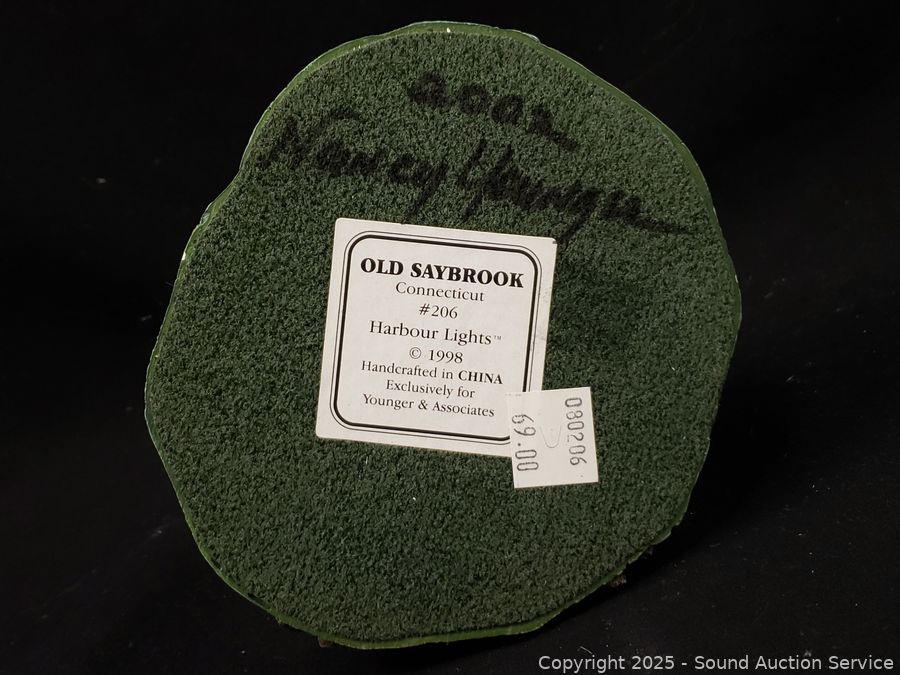 2002
Nancy Younger
OLD SAYBROOK
Connecticut
#206
Harbour Lights™
© 1998
Handcrafted in CHINA
Exclusively for
Younger & Associates
080206
69.00
Copyright 2025 - Sound Auction Service